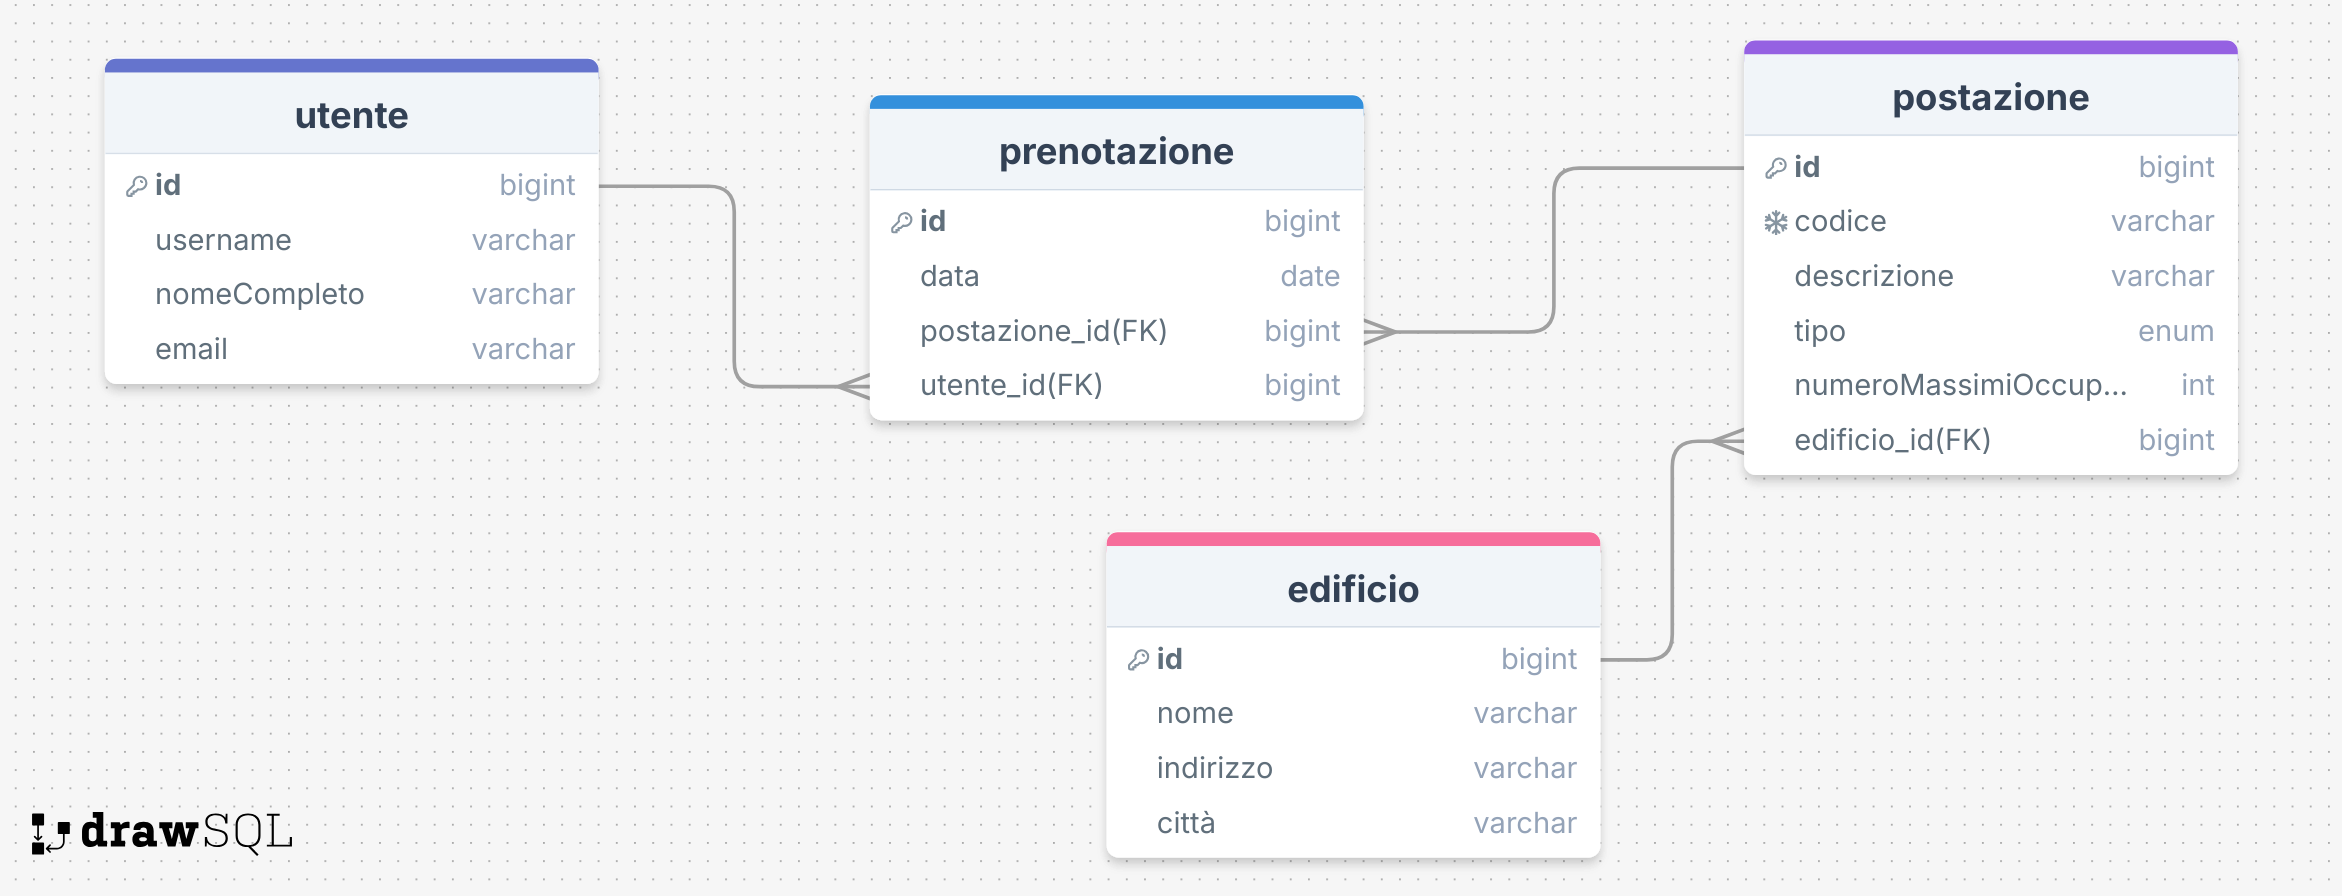 utente
id bigint
username varchar
nomeCompleto varchar
email varchar
prenotazione
id bigint
data date
postazione_id(FK) bigint
utente_id(FK) bigint
postazione
id bigint
codice varchar
descrizione varchar
tipo enum
numeroMassimiOccup... int
edificio_id(FK) bigint
edificio
id bigint
nome varchar
indirizzo varchar
città varchar
drawSQL